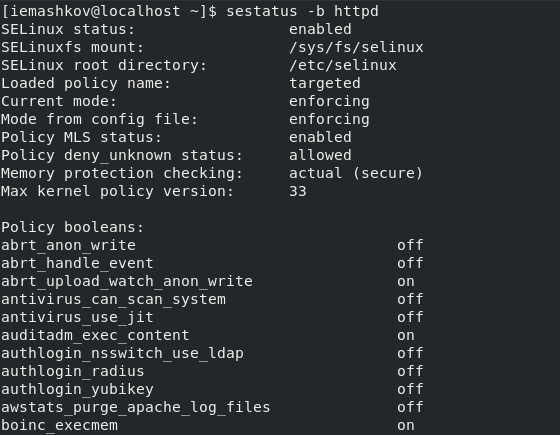 [iemashkov@localhost ~]$ sestatus -b httpd
SELinux status:                 enabled
SELinuxfs mount:                /sys/fs/selinux
SELinux root directory:         /etc/selinux
Loaded policy name:             targeted
Current mode:                   enforcing
Mode from config file:          enforcing
Policy MLS status:              enabled
Policy deny_unknown status:     allowed
Memory protection checking:     actual (secure)
Max kernel policy version:      33

Policy booleans:
abrt_anon_write                             off
abrt_handle_event                           off
abrt_upload_watch_anon_write                on
antivirus_can_scan_system                   off
antivirus_use_jit                           off
auditadm_exec_content                       on
authlogin_nsswitch_use_ldap                 off
authlogin_radius                            off
authlogin_yubikey                           off
awstats_purge_apache_log_files              off
boinc_execmem                               on